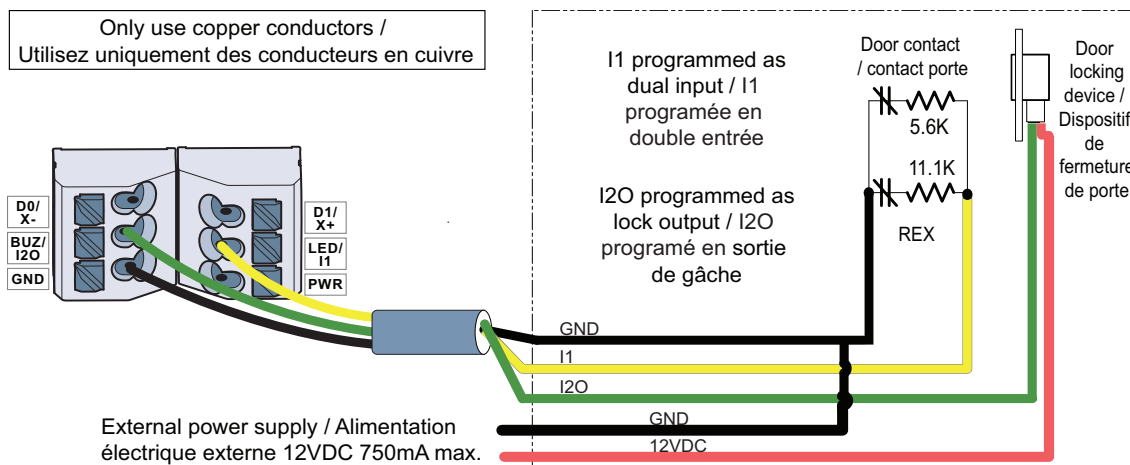 Only use copper conductors /
Utilisez uniquement des conducteurs en cuivre
I1 programmed as
dual input / I1
programée en
double entrée
I2O programmed as
lock output / I2O
programé en sortie
de gâche
Door contact
/ contact porte
5.6K
11.1K
REX
Door
locking
device /
Dispositif
de
fermeture
de porte
D0/
X-
BUZ/
I2O
GND
D1/
X+
LED/
I1
PWR
GND
I1
I2O
GND
12VDC
External power supply / Alimentation
électrique externe 12VDC 750mA max.